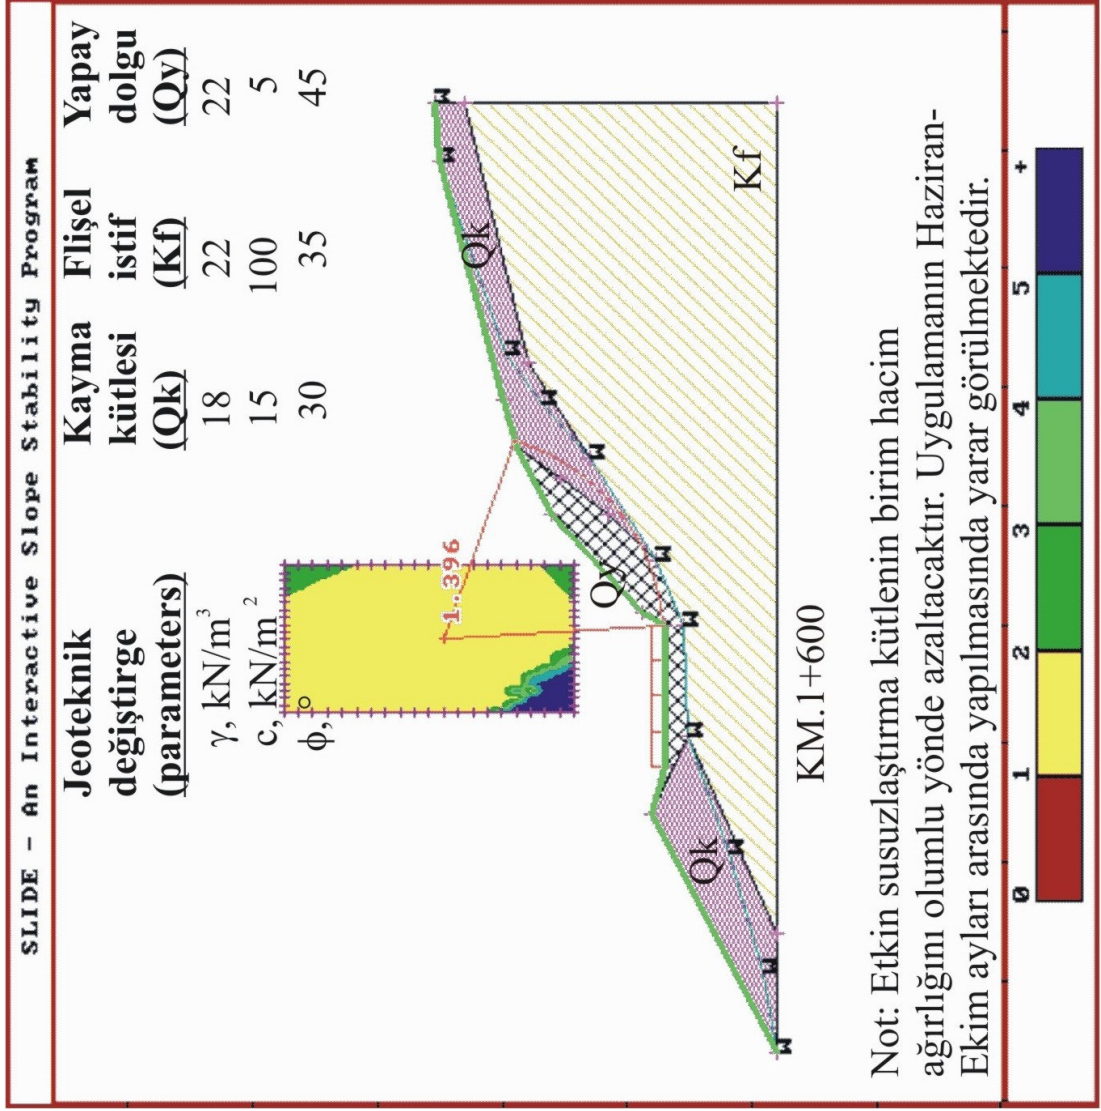 SLIDE - An Interactive Slope Stability Program
Jeoteknik Kayma Flişel Yapay
değiştirge kütlesi istif dolgu
(parameters) (Qk) (Kf) (Qy)
γ, kN/m³ 18 22 22
c, kN/m² 15 100 5
ϕ, ° 30 35 45
1.396
Qk
Qy
Qk
Kf
W
W
W
W
W
W
W
W
W
W
W
KM.1+600
Not: Etkin susuzlaştırma kütlenin birim hacim
ağırlığını olumlu yönde azaltacaktır. Uygulamanın Haziran-
Ekim ayları arasında yapılmasında yarar görülmektedir.
0 1 2 3 4 5 +